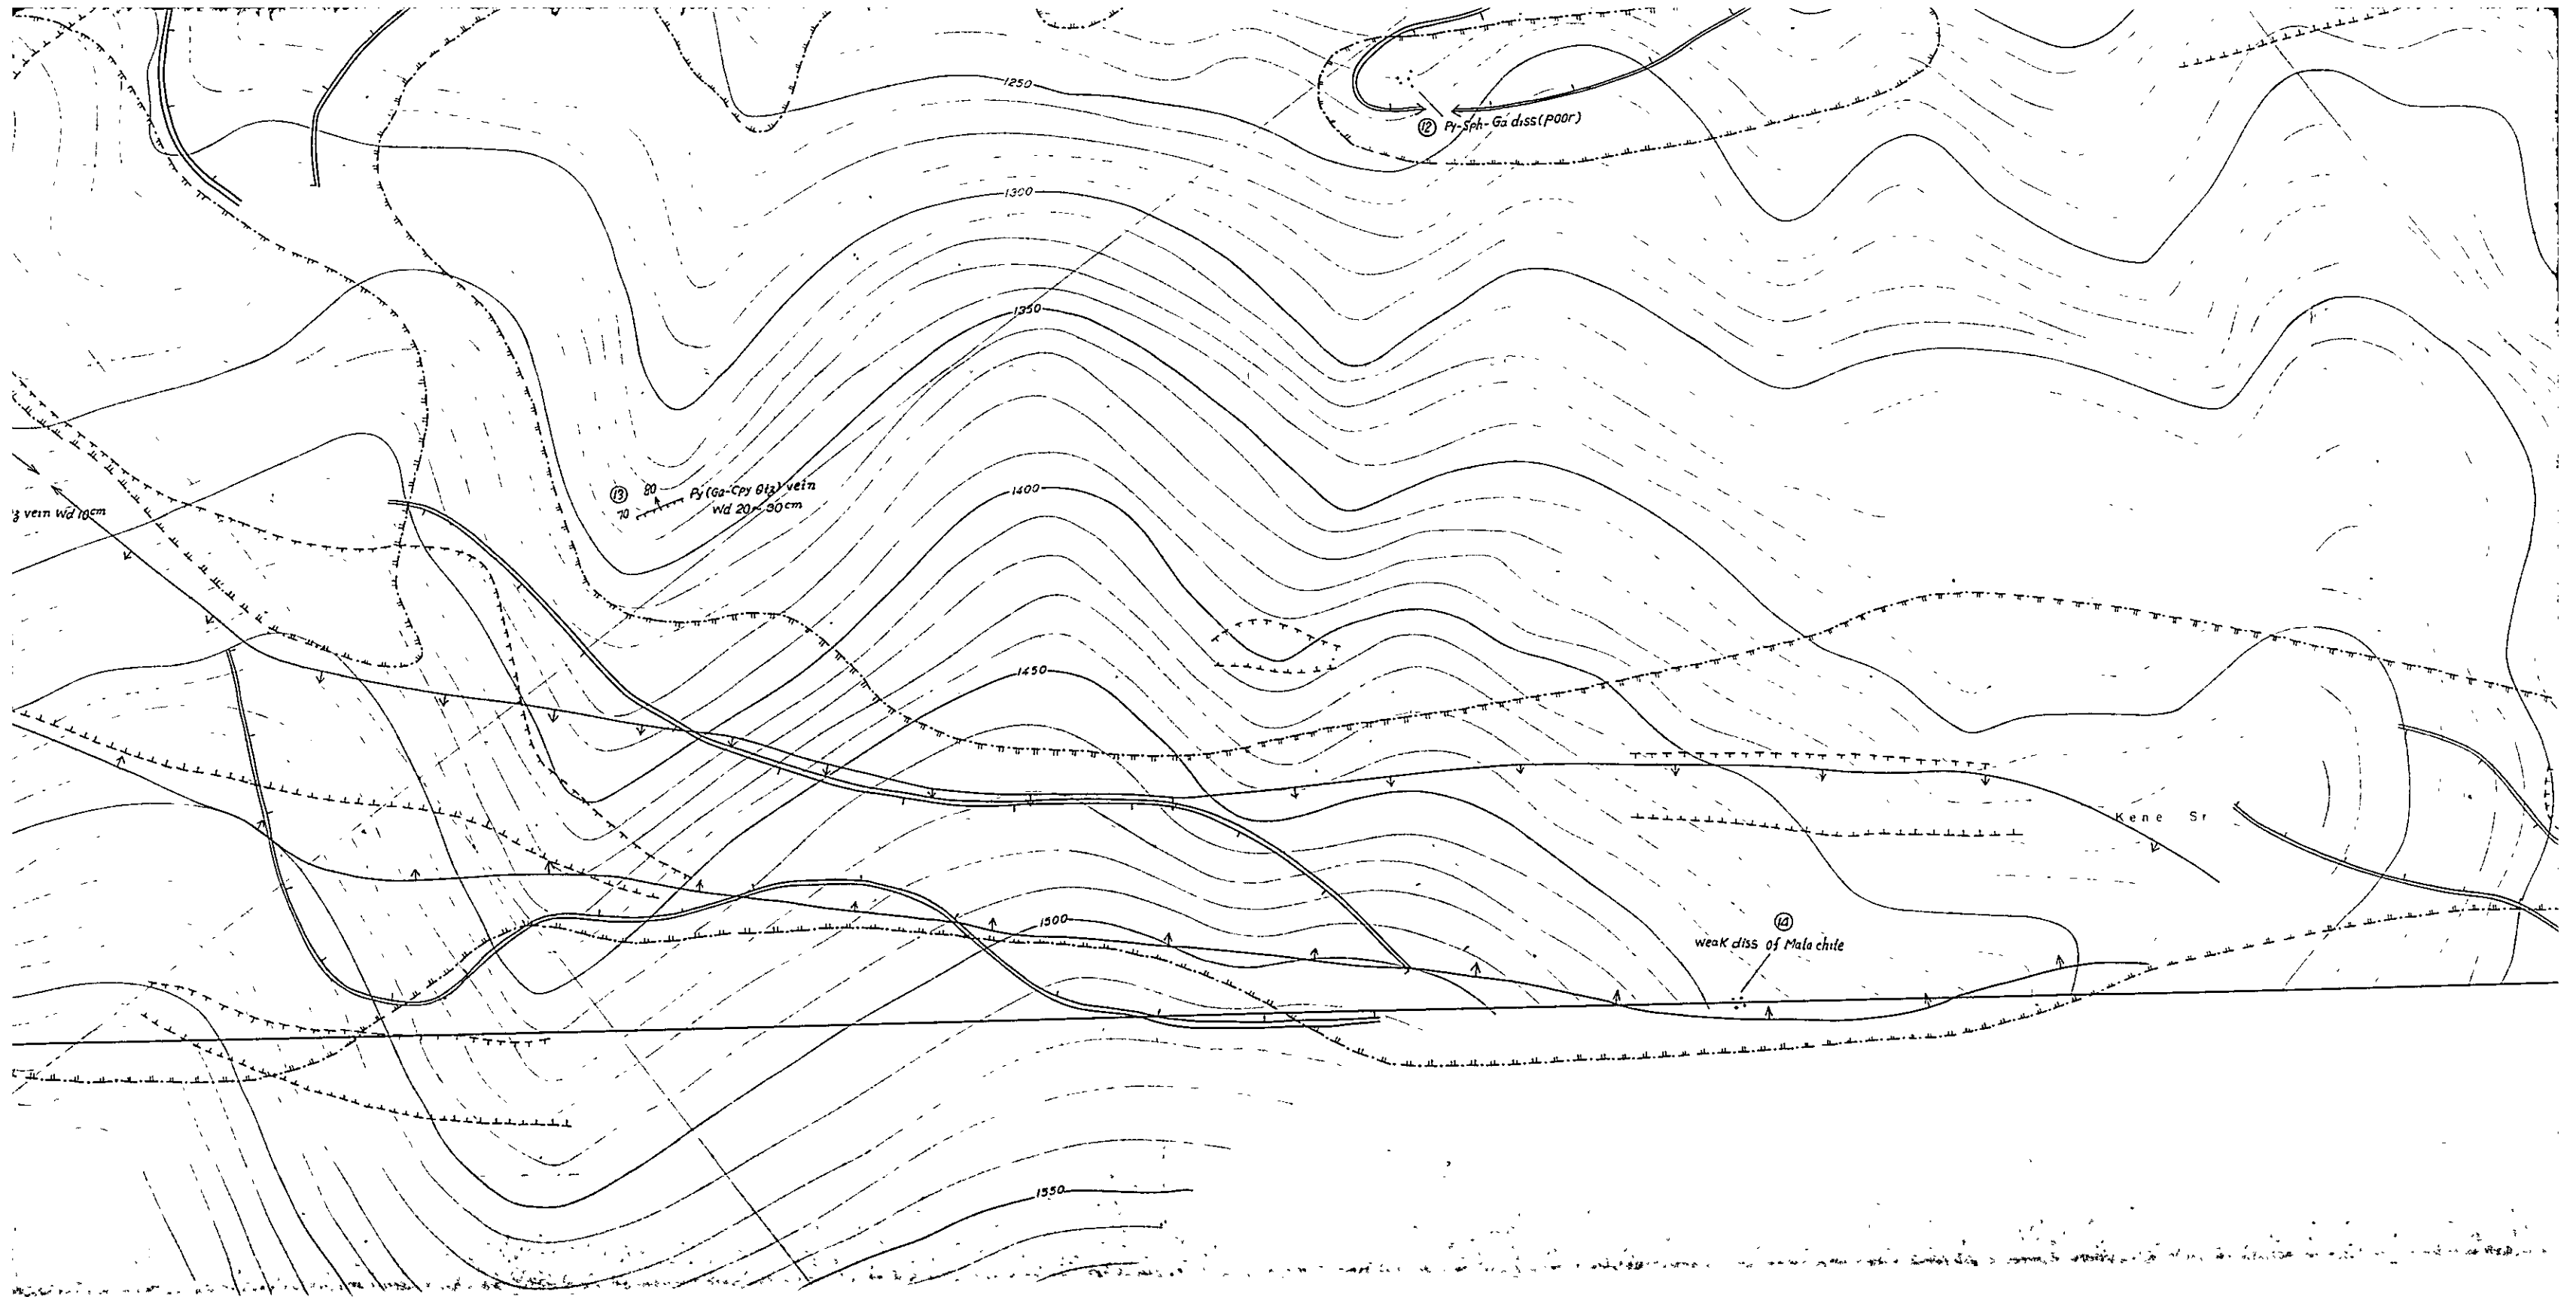 1250
12 Py-Sph-Ga diss (poor)
1300
1350
13 80 Py (Ga-Cpy Qtz) vein
70 Wd 20~30cm
1400
vein Wd 10cm
1450
Kene Sr
1500
14
weak diss of Malachite
1550